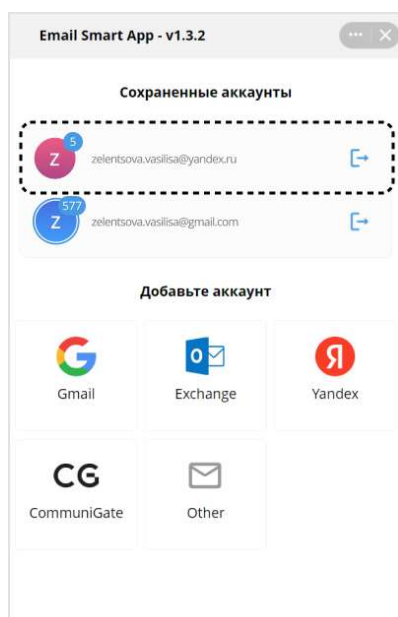 Email Smart App - v1.3.2
Сохраненные аккаунты
5
Z
zelentsova.vasilisa@yandex.ru
577
Z
zelentsova.vasilisa@gmail.com
Добавьте аккаунт
Gmail
Exchange
Yandex
CommuniGate
Other